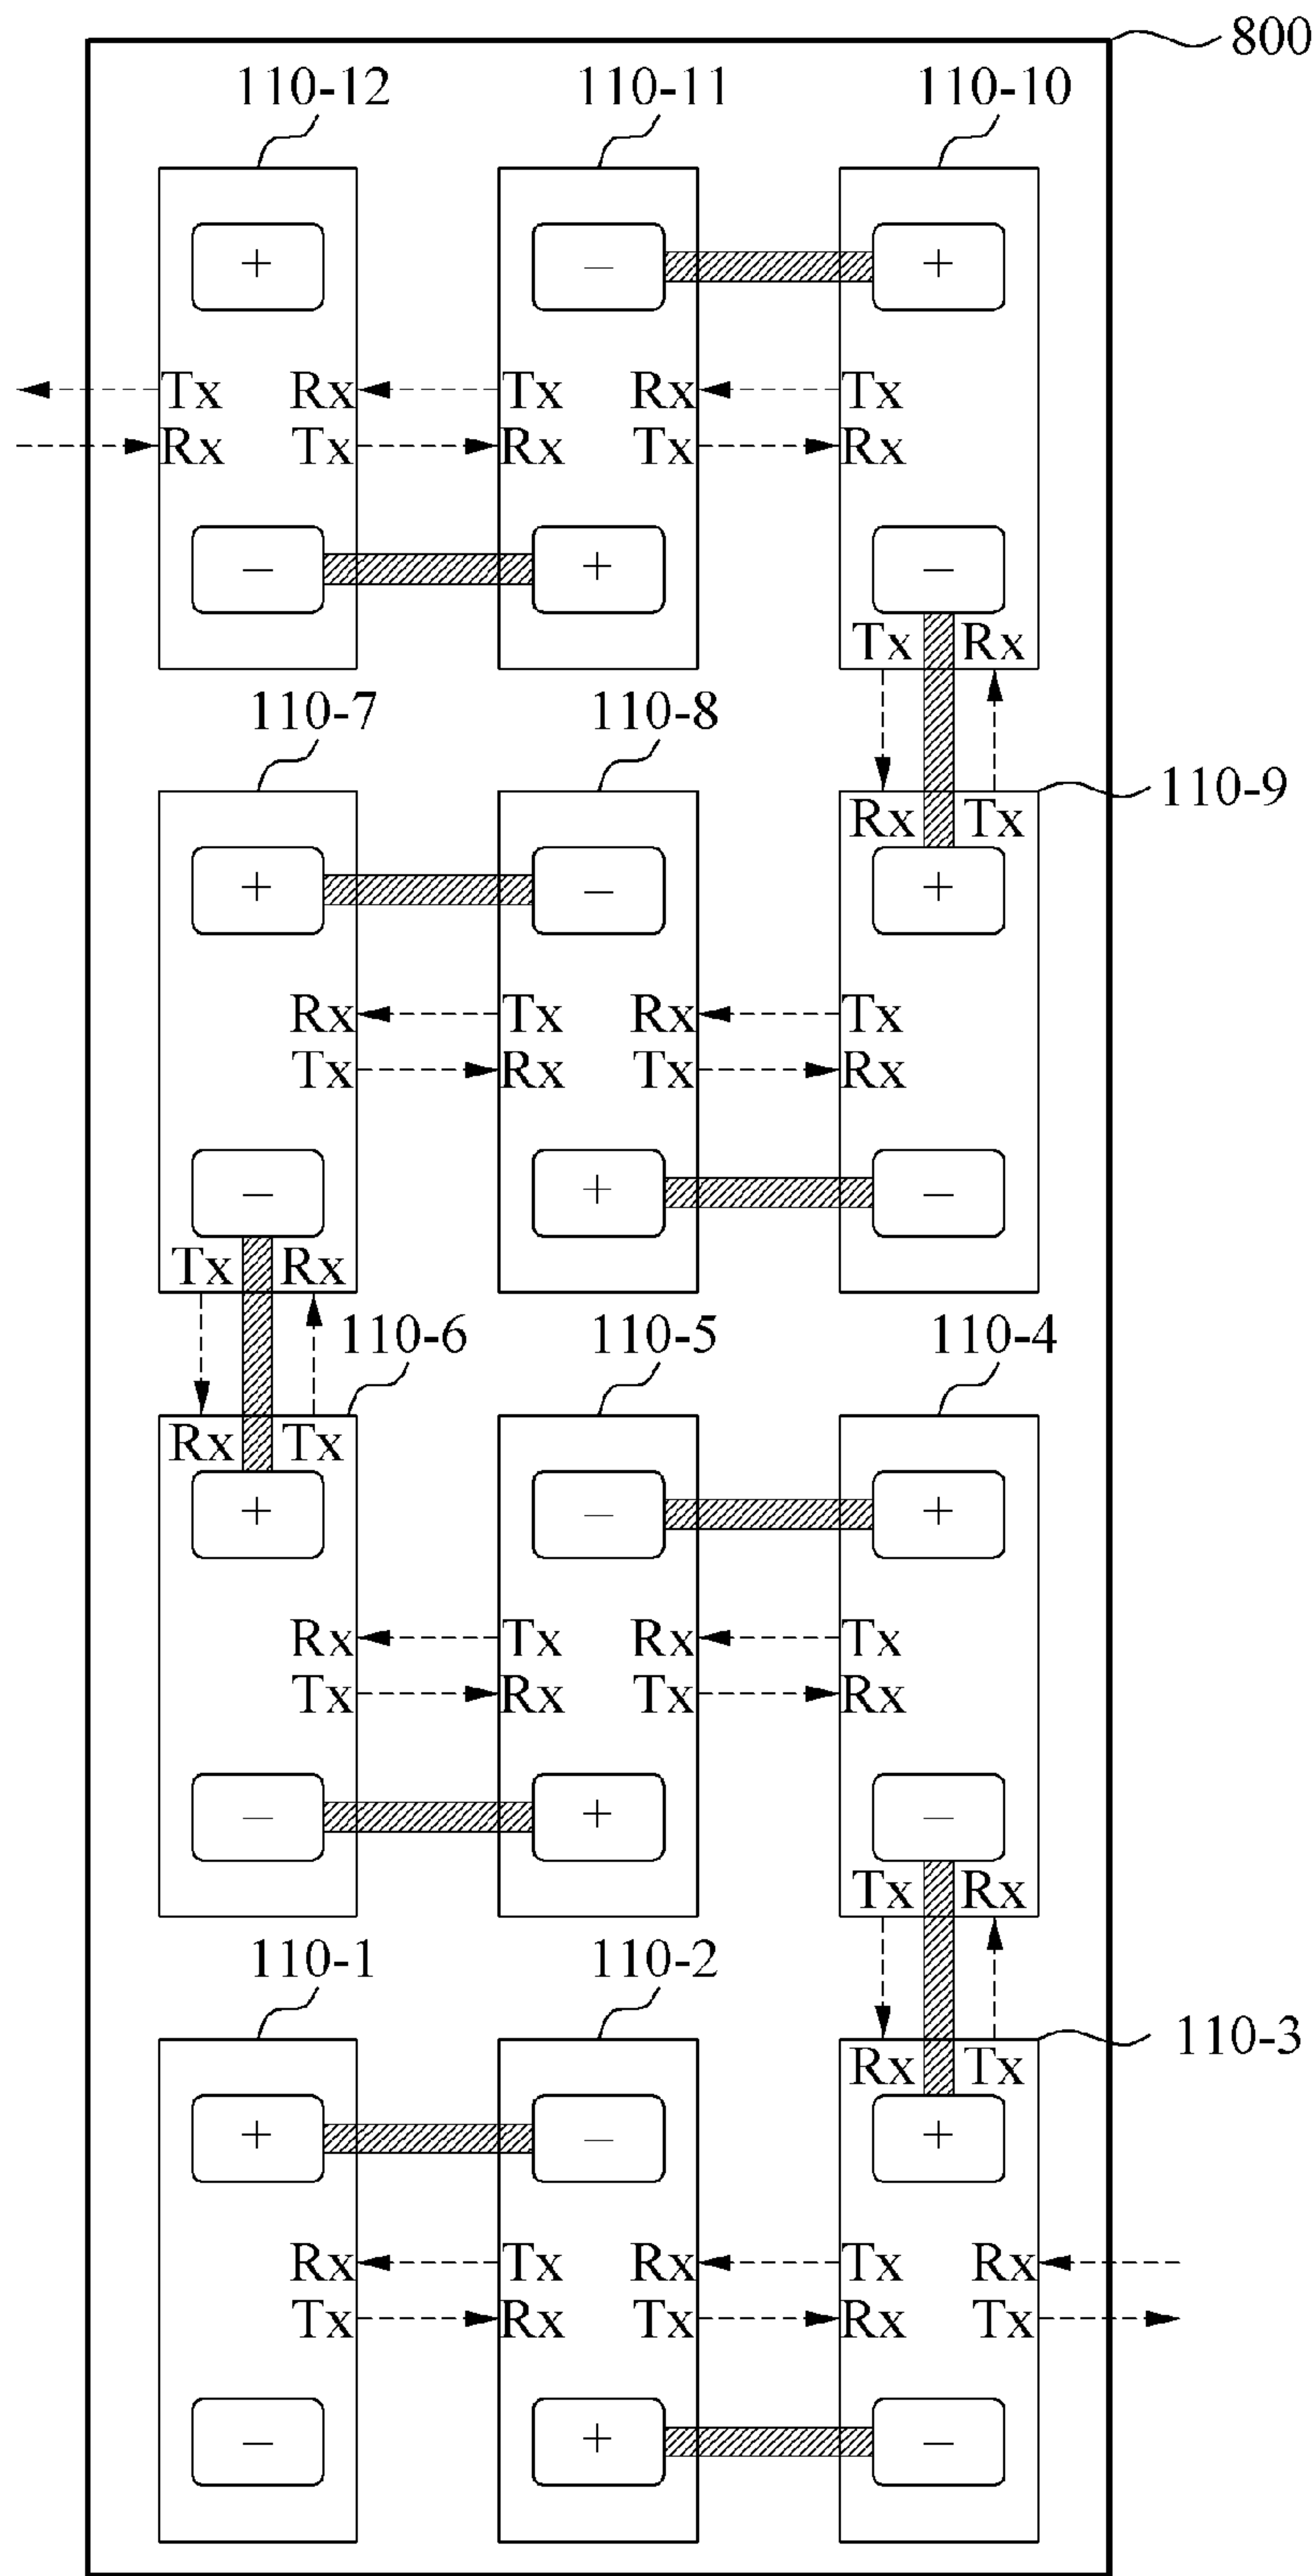 800
110-12 110-11 110-10
+ − +
Tx Rx Tx Rx Tx
Rx Tx Rx Tx Rx
− + −
Tx Rx
110-7 110-8
110-9
Rx Tx
+ − +
Rx Tx Rx Tx
Tx Rx Tx Rx
− + −
Tx Rx
110-6 110-5 110-4
Rx Tx
+ − +
Rx Tx Rx Tx
Tx Rx Tx Rx
− + −
Tx Rx
110-1 110-2
110-3
Rx Tx
+ − +
Rx Tx Rx Tx Rx
Tx Rx Tx Rx Tx
− + −